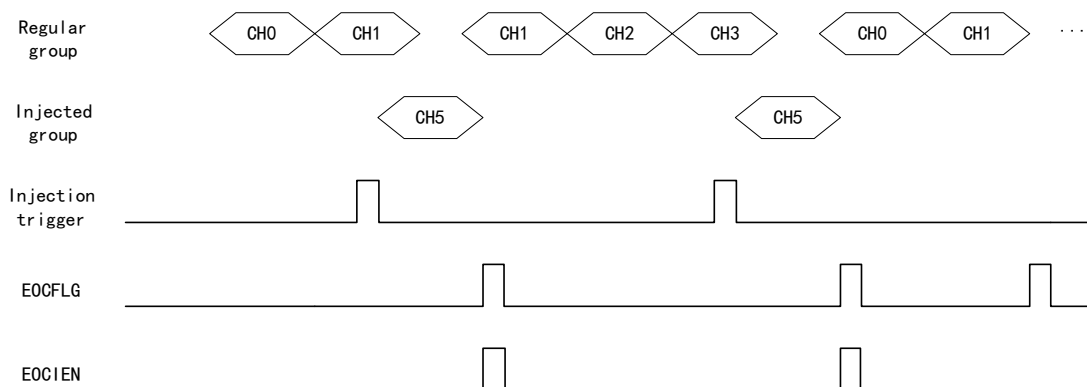 Regular
group
CH0 CH1 CH1 CH2 CH3 CH0 CH1 ...
Injected
group
CH5 CH5
Injection
trigger
EOCFLG
EOCIEN